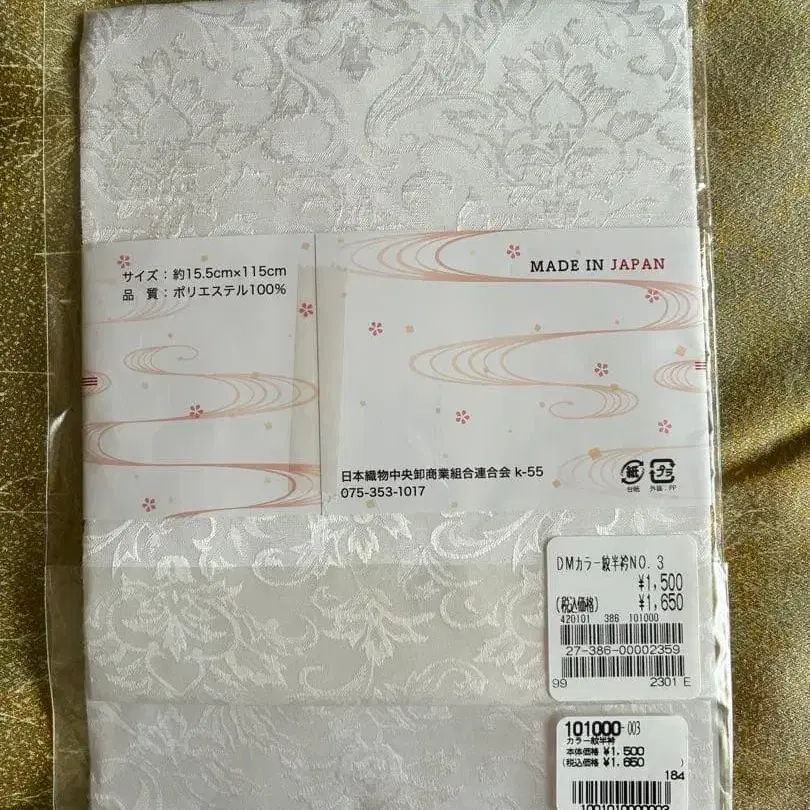 サイズ：約15.5cm×115cm
品　質：ポリエステル100%
MADE IN JAPAN
日本織物中央卸商業組合連合会 k-55
075-353-1017
紙
台紙
プラ
外装：PP
DMカラー紋半衿NO.3
¥1,500
(税込価格) ¥1,650
420101 386 101000
27-386-00002359
99 2301 E
101000-003
カラー紋半衿
本体価格 ¥1,500
(税込価格) ¥1,650 )
184